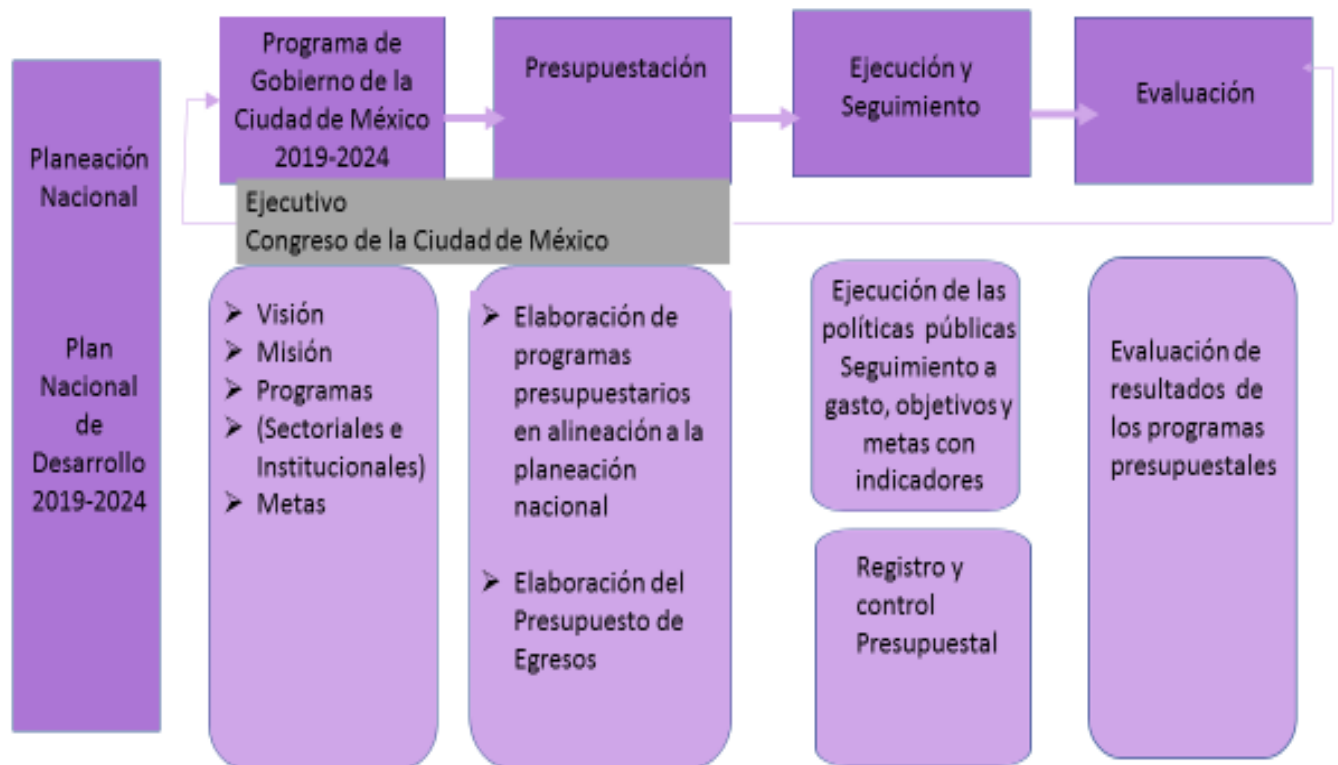 Planeación
Nacional
Plan
Nacional
de
Desarrollo
2019-2024
Programa de
Gobierno de la
Ciudad de México
2019-2024
Presupuestación
Ejecución y
Seguimiento
Evaluación
Ejecutivo
Congreso de la Ciudad de México
➢ Visión
➢ Misión
➢ Programas
➢ (Sectoriales e
Institucionales)
➢ Metas
➢ Elaboración de
programas
presupuestarios
en alineación a la
planeación
nacional
➢ Elaboración del
Presupuesto de
Egresos
Ejecución de las
políticas públicas
Seguimiento a
gasto, objetivos y
metas con
indicadores
Registro y
control
Presupuestal
Evaluación de
resultados de
los programas
presupuestales